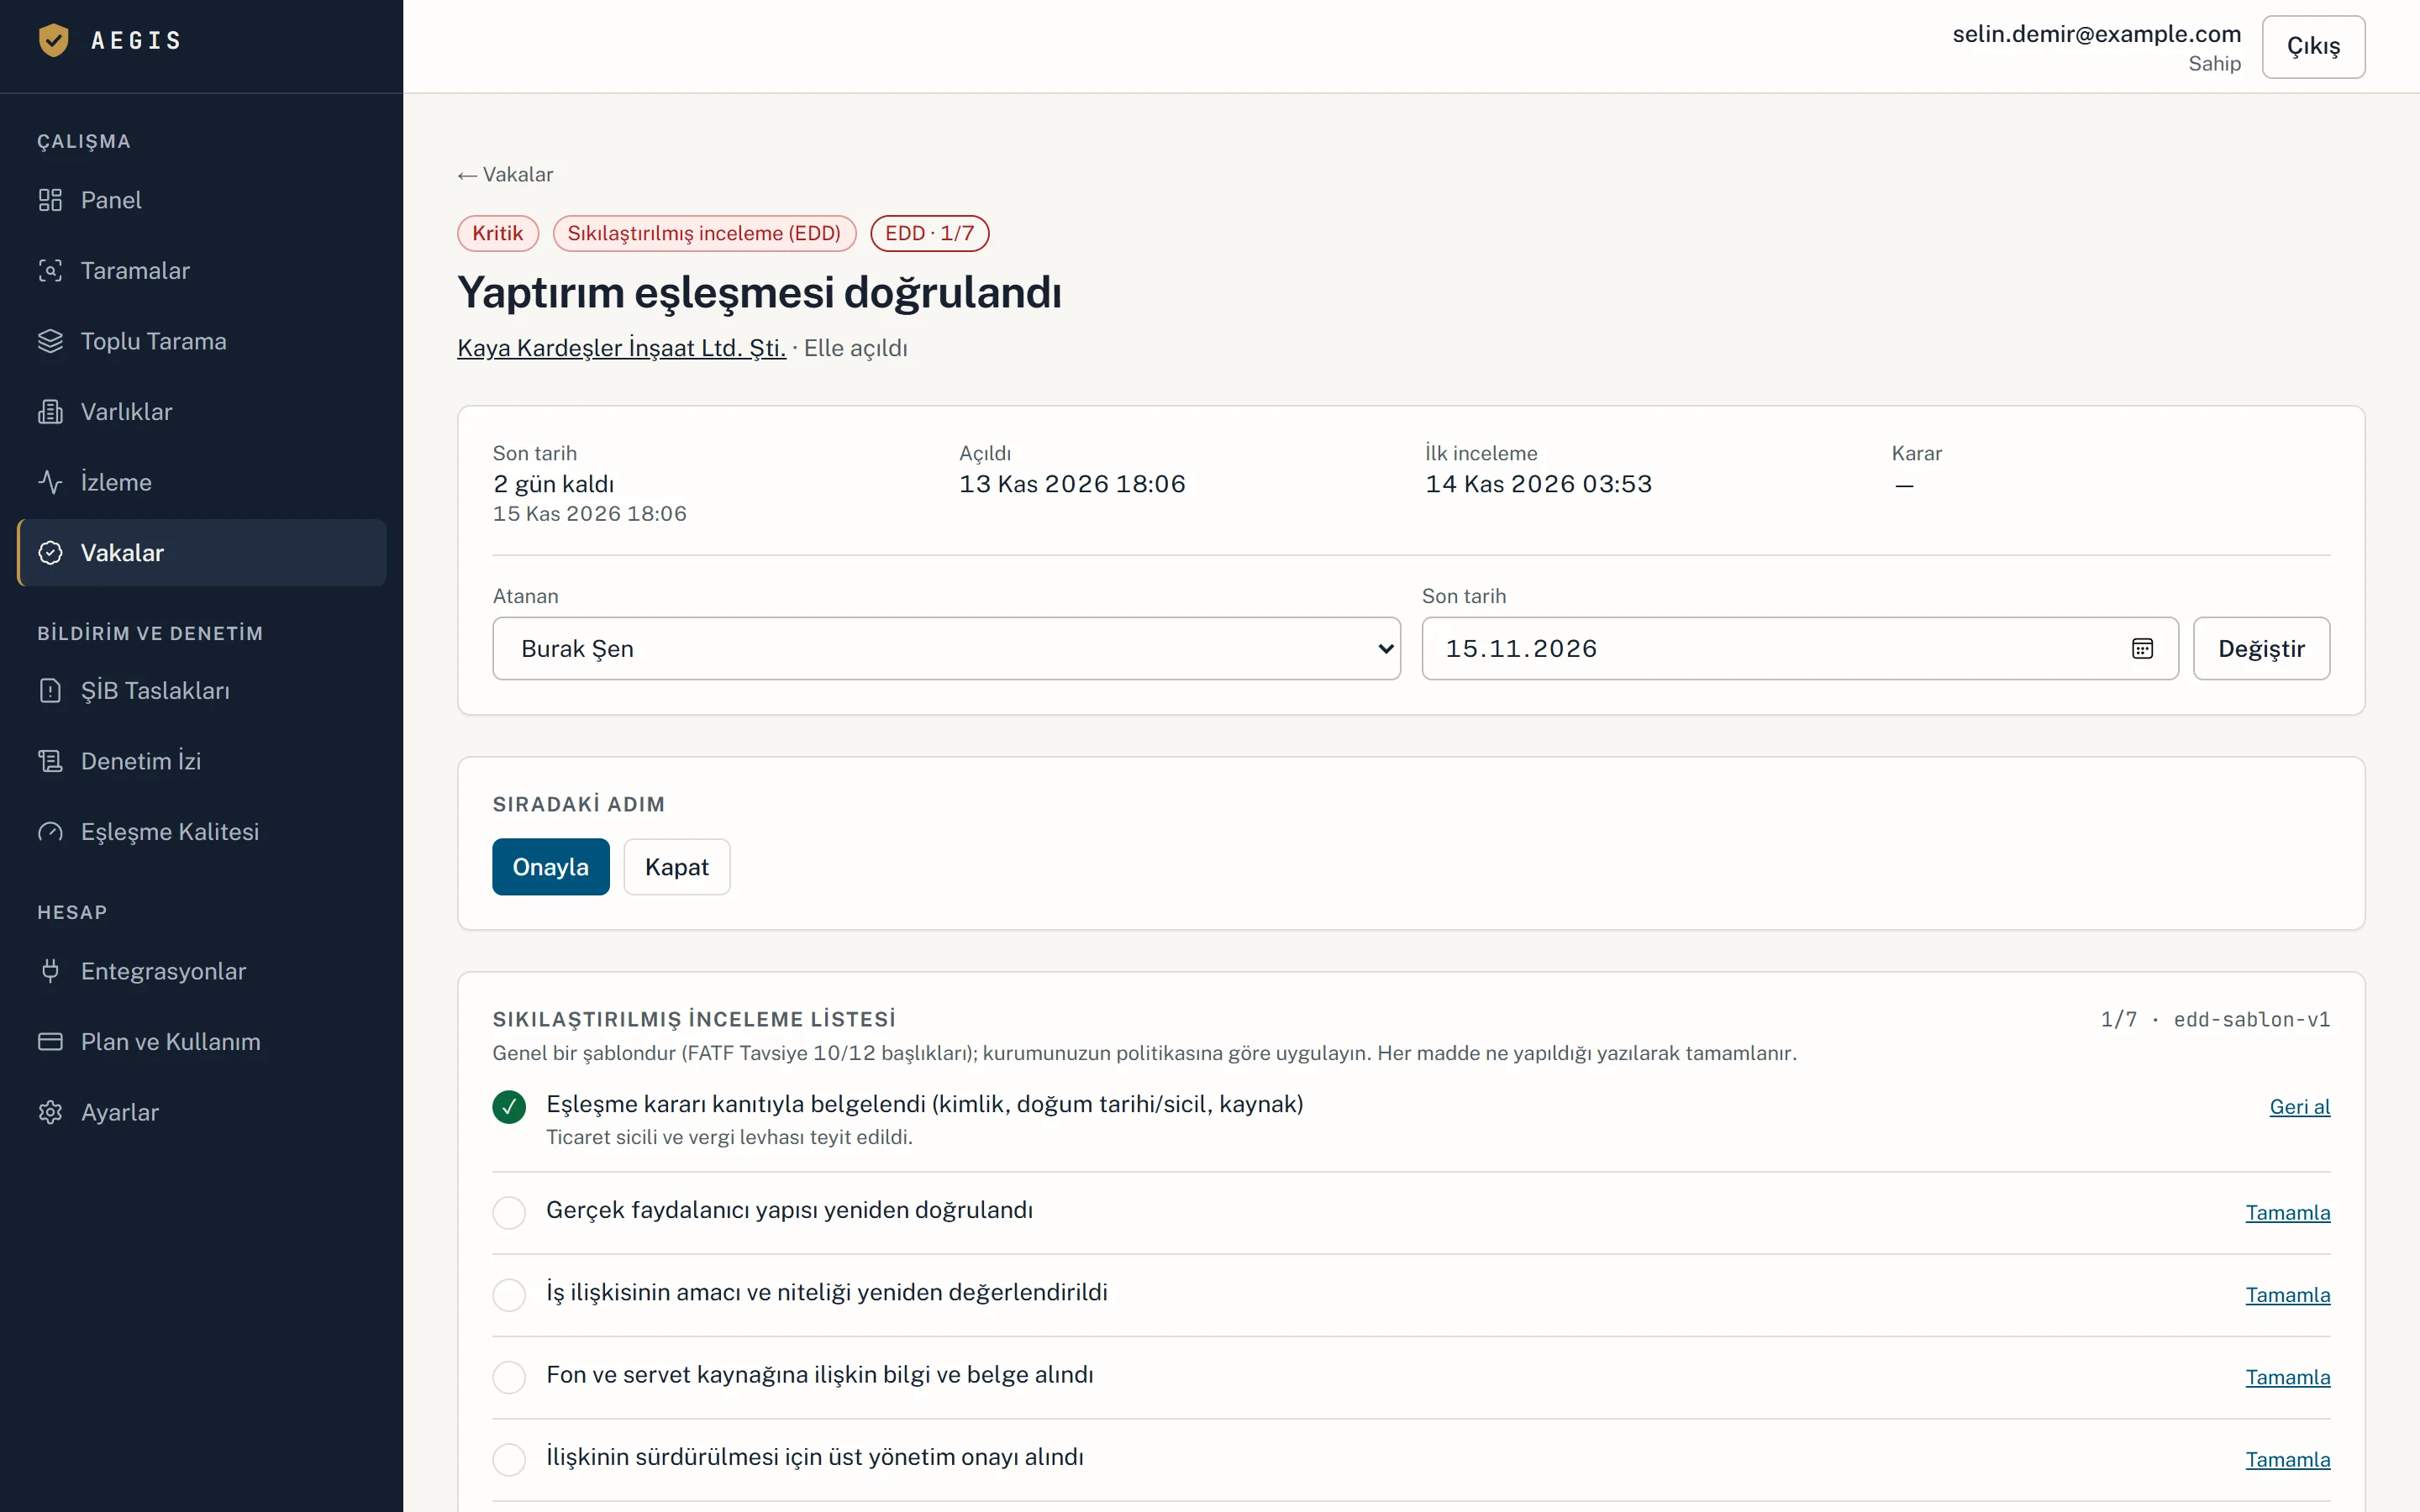 AEGIS
selin.demir@example.com
Sahip
Çıkış
ÇALIŞMA
Panel
Taramalar
Toplu Tarama
Varlıklar
İzleme
Vakalar
BİLDİRİM VE DENETİM
ŞİB Taslakları
Denetim İzi
Eşleşme Kalitesi
HESAP
Entegrasyonlar
Plan ve Kullanım
Ayarlar
← Vakalar
Kritik
Sıkılaştırılmış inceleme (EDD)
EDD · 1/7
Yaptırım eşleşmesi doğrulandı
Kaya Kardeşler İnşaat Ltd. Şti. · Elle açıldı
Son tarih
2 gün kaldı
15 Kas 2026 18:06
Açıldı
13 Kas 2026 18:06
İlk inceleme
14 Kas 2026 03:53
Karar
—
Atanan
Burak Şen
Son tarih
15.11.2026
Değiştir
SIRADAKİ ADIM
Onayla
Kapat
SIKILAŞTIRILMIŞ İNCELEME LİSTESİ
1/7 · edd-sablon-v1
Genel bir şablondur (FATF Tavsiye 10/12 başlıkları); kurumunuzun politikasına göre uygulayın. Her madde ne yapıldığı yazılarak tamamlanır.
Eşleşme kararı kanıtıyla belgelendi (kimlik, doğum tarihi/sicil, kaynak)
Geri al
Ticaret sicili ve vergi levhası teyit edildi.
Gerçek faydalanıcı yapısı yeniden doğrulandı
Tamamla
İş ilişkisinin amacı ve niteliği yeniden değerlendirildi
Tamamla
Fon ve servet kaynağına ilişkin bilgi ve belge alındı
Tamamla
İlişkinin sürdürülmesi için üst yönetim onayı alındı
Tamamla